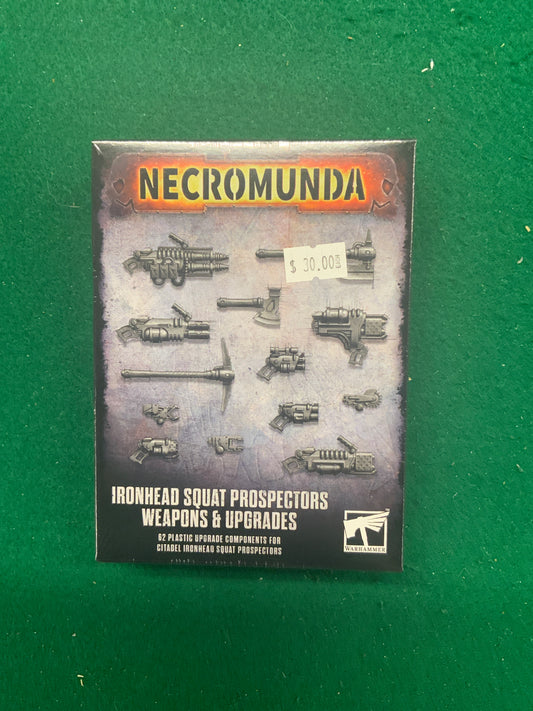 NECROMUNDA
$ 30.00
IRONHEAD SQUAT PROSPECTORS
WEAPONS & UPGRADES
62 PLASTIC UPGRADE COMPONENTS FOR
CITADEL IRONHEAD SQUAT PROSPECTORS
WARHAMMER